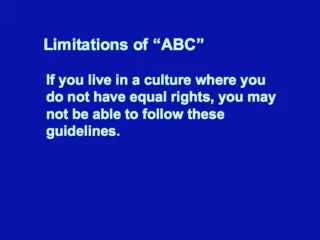 Limitations of “ABC”
If you live in a culture where you
do not have equal rights, you may
not be able to follow these
guidelines.